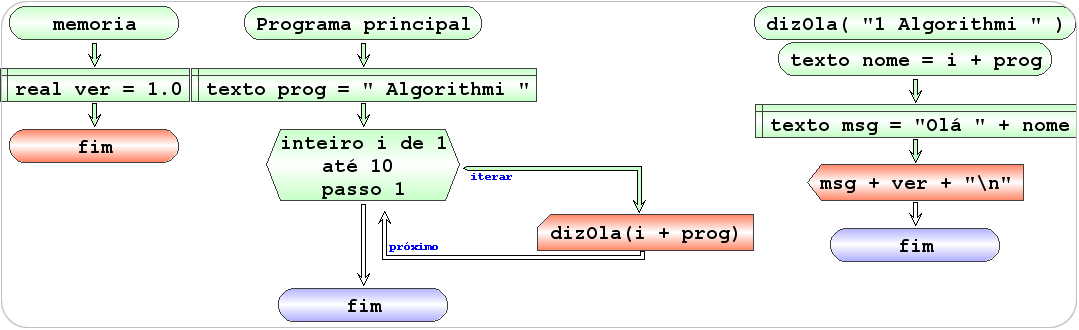 memoria
real ver = 1.0
fim
Programa principal
texto prog = " Algorithmi "
inteiro i de 1
até 10
passo 1
iterar
dizOla(i + prog)
próximo
fim
dizOla( "1 Algorithmi " )
texto nome = i + prog
texto msg = "Olá " + nome
msg + ver + "\n"
fim